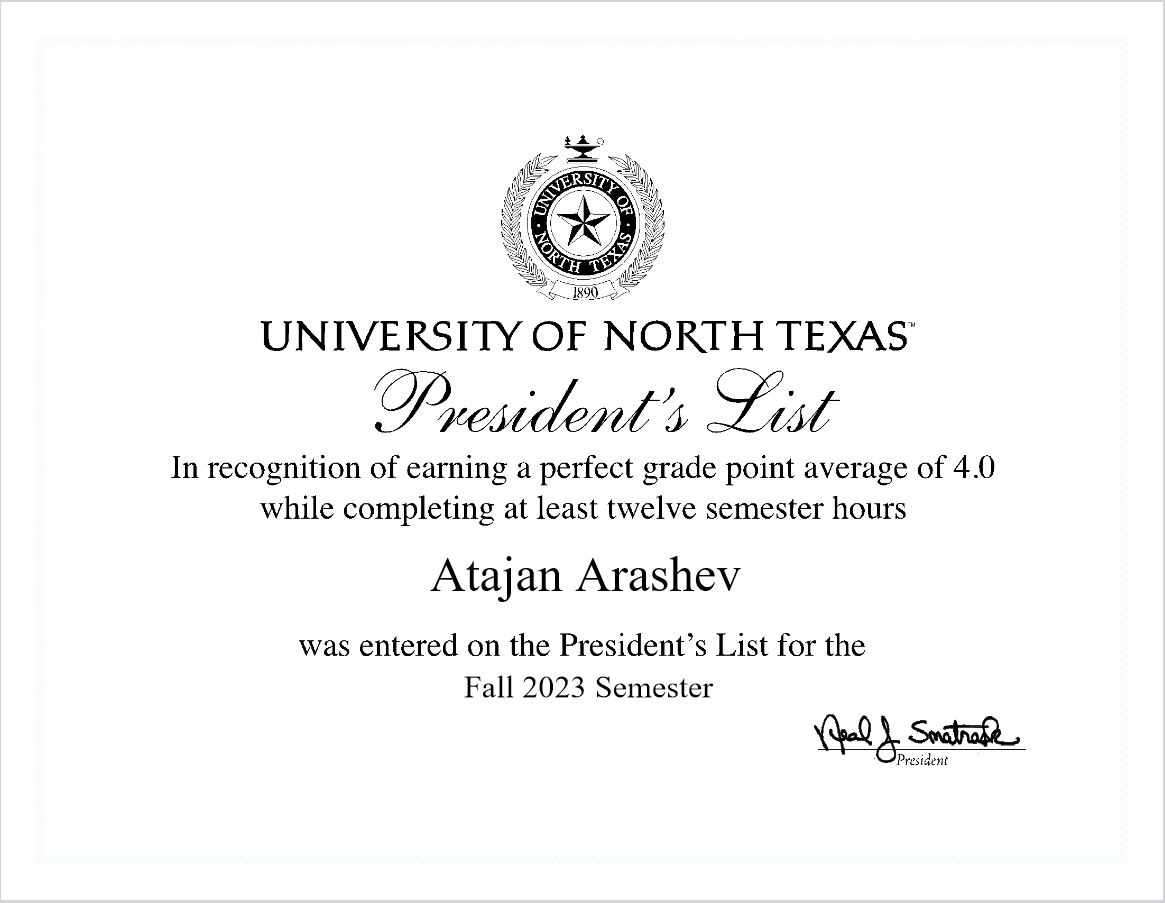 UNIVERSITY OF
NORTH TEXAS
1890
UNIVERSITY OF NORTH TEXAS™
President's List
In recognition of earning a perfect grade point average of 4.0
while completing at least twelve semester hours
Atajan Arashev
was entered on the President's List for the
Fall 2023 Semester
Neal J. Smatresk
President